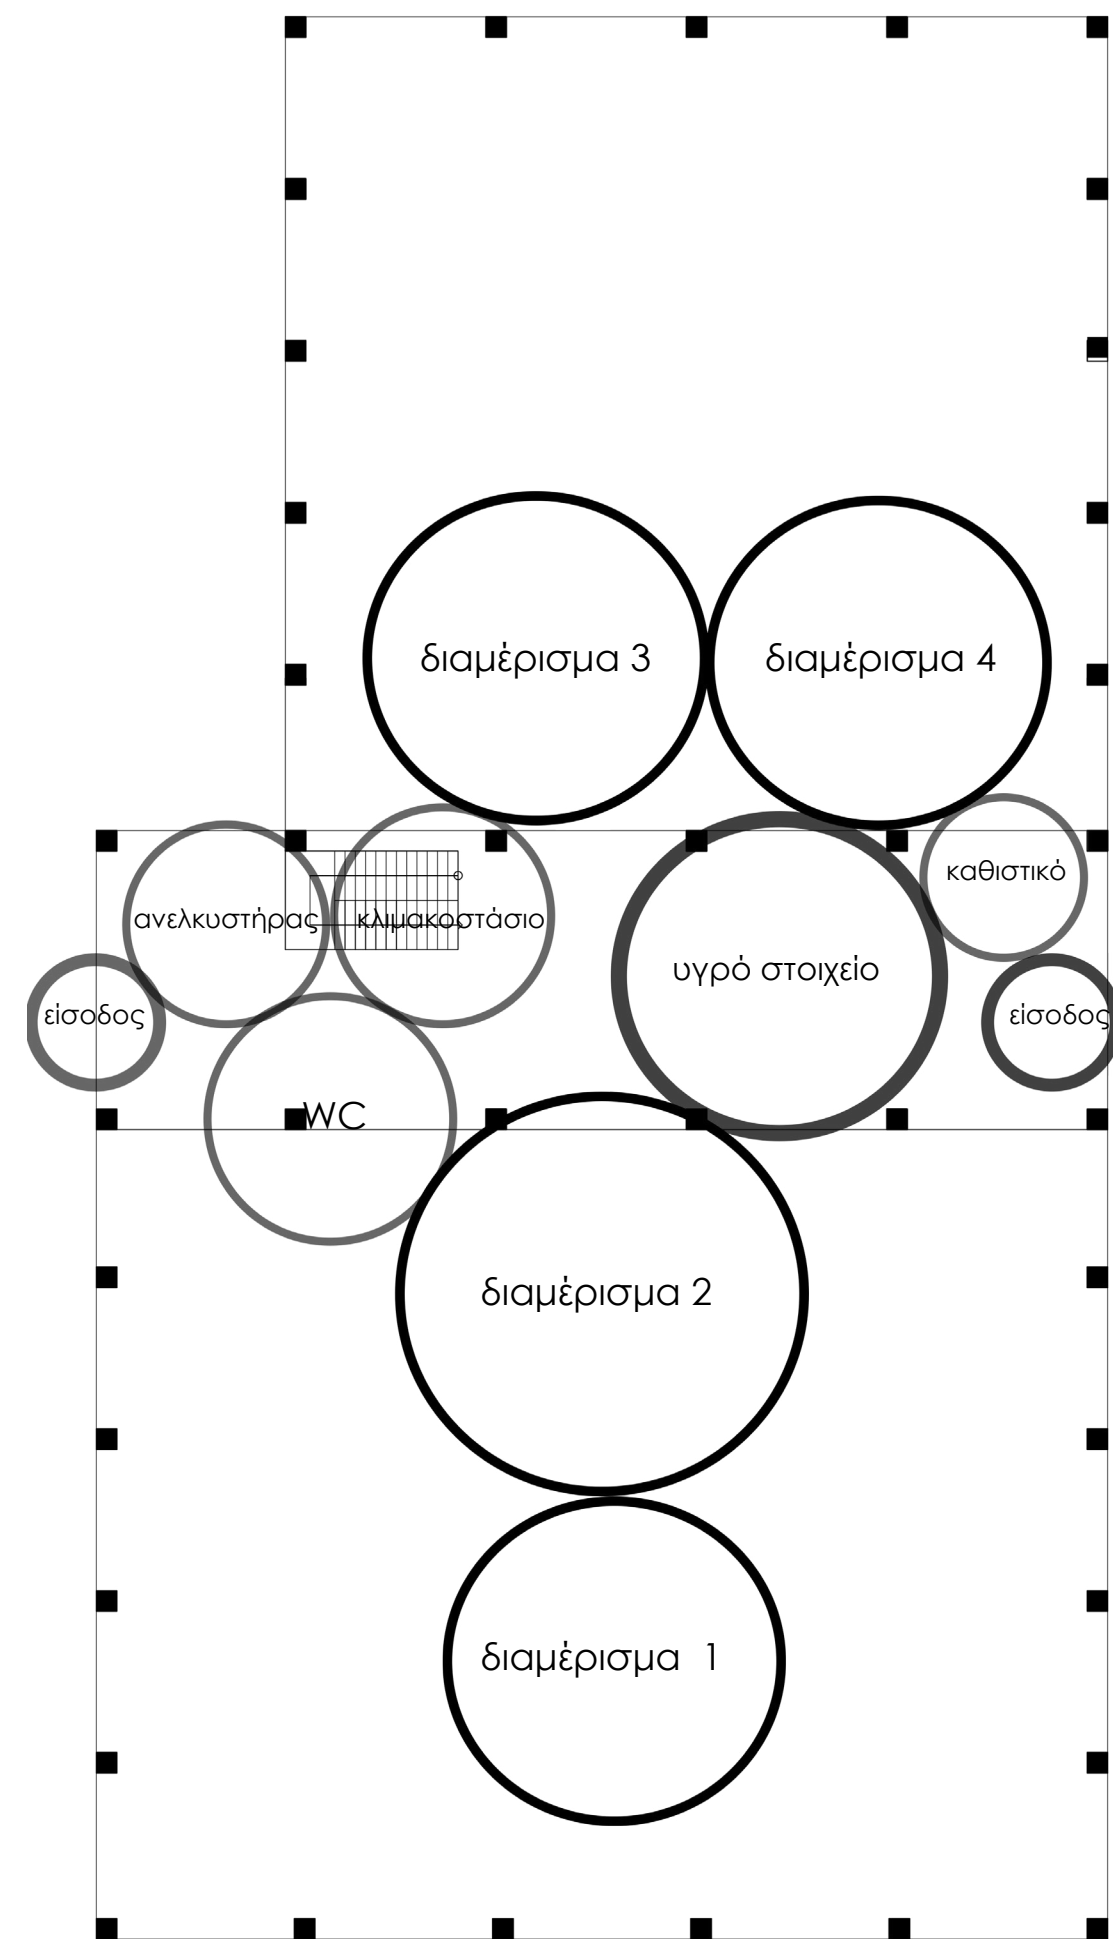 διαμέρισμα 3
διαμέρισμα 4
καθιστικό
ανελκυστήρας
κλιμακοστάσιο
υγρό στοιχείο
είσοδος
είσοδος
WC
διαμέρισμα 2
διαμέρισμα 1